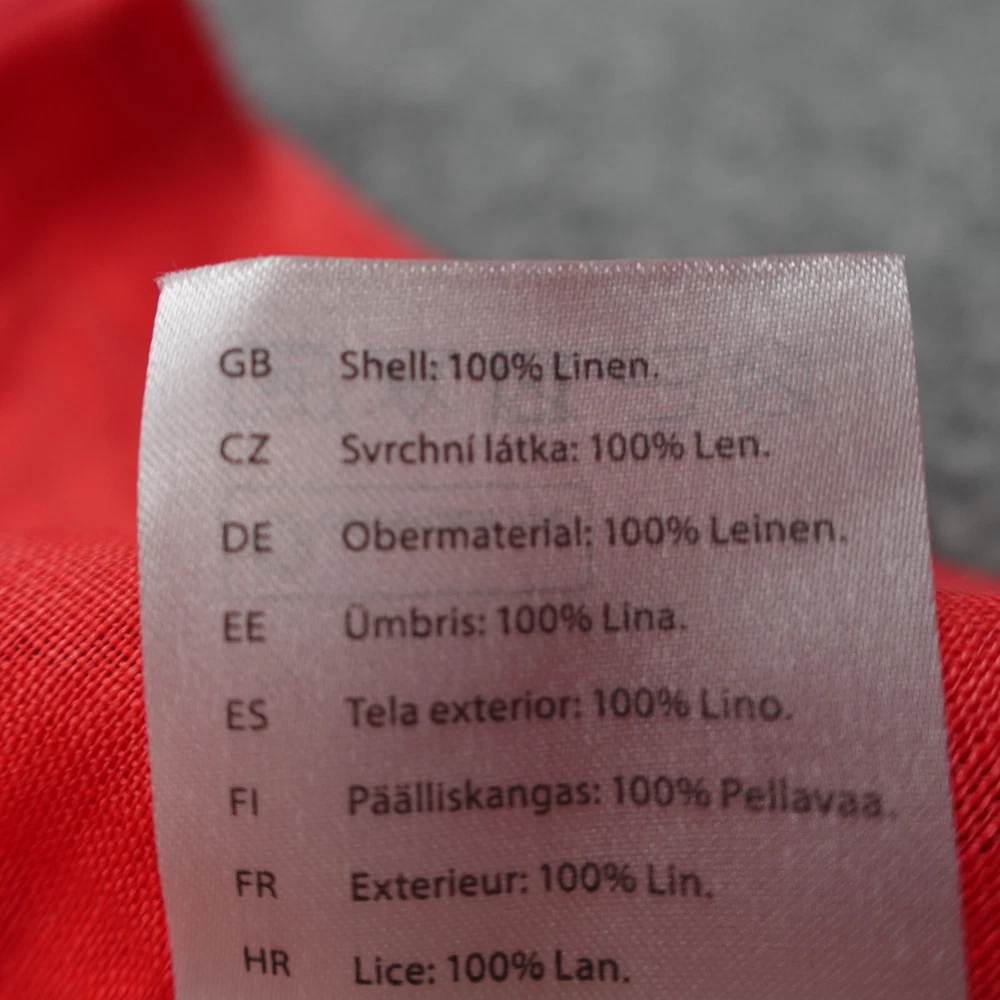 GB Shell: 100% Linen.
CZ Svrchní látka: 100% Len.
DE Obermaterial: 100% Leinen.
EE Ümbris: 100% Lina.
ES Tela exterior: 100% Lino.
FI Päälliskangas: 100% Pellavaa.
FR Exterieur: 100% Lin.
HR Lice: 100% Lan.